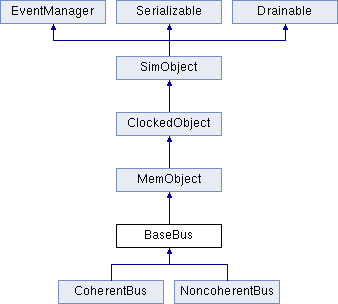 EventManager Serializable Drainable
SimObject
ClockedObject
MemObject
BaseBus
CoherentBus NoncoherentBus